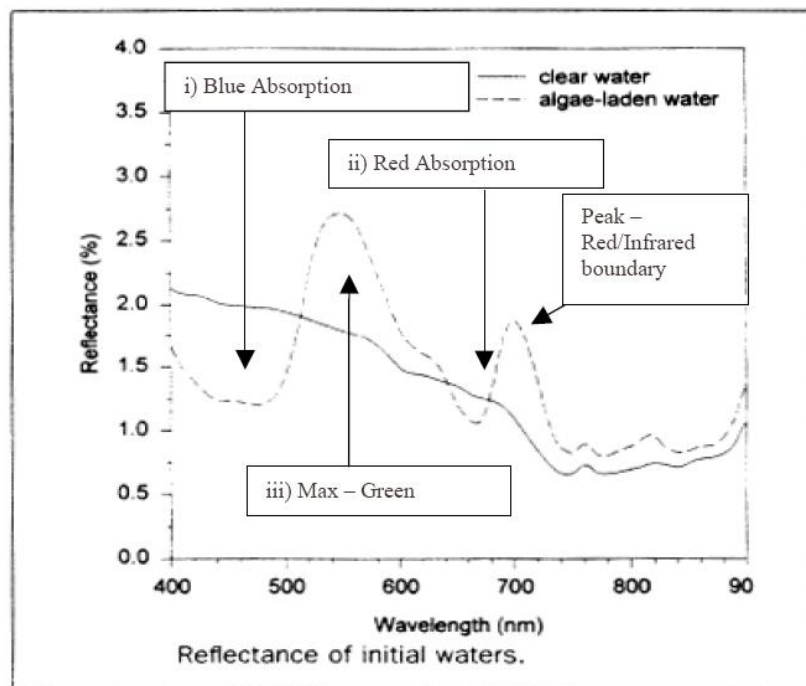 4.0
3.5
3.0
2.5
2.0
1.5
1.0
0.5
0.0
Reflectance (%)
clear water
algae-laden water
i) Blue Absorption
ii) Red Absorption
Peak –
Red/Infrared
boundary
iii) Max – Green
400
500
600
700
800
90
Wavelength (nm)
Reflectance of initial waters.